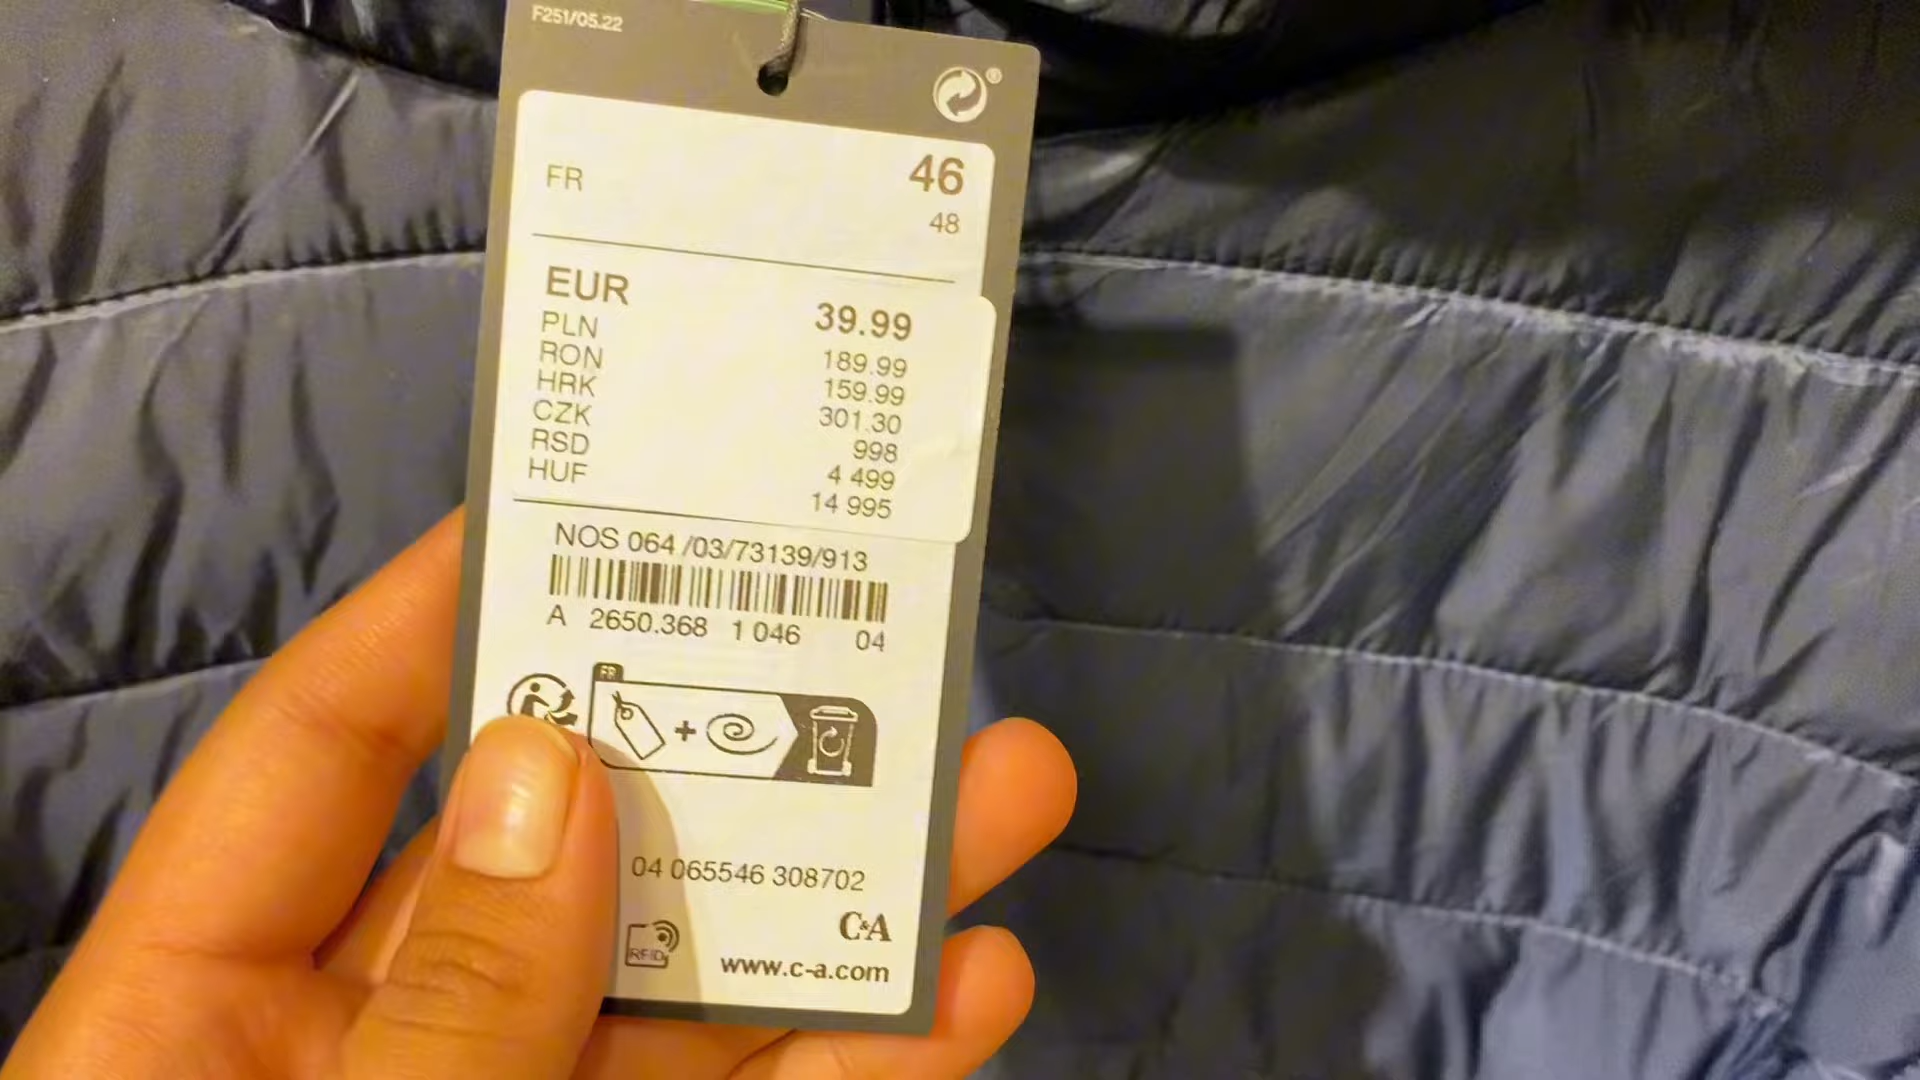 F251/05.22
®
46
FR
48
EUR 39.99
PLN 189.99
RON 159.99
HRK 301.30
CZK 998
RSD 4 499
HUF 14 995
NOS 064 /03/73139/913
A 2650.368 1 046 04
FR
+
04 065546 308702
C&A
RFID
www.c-a.com